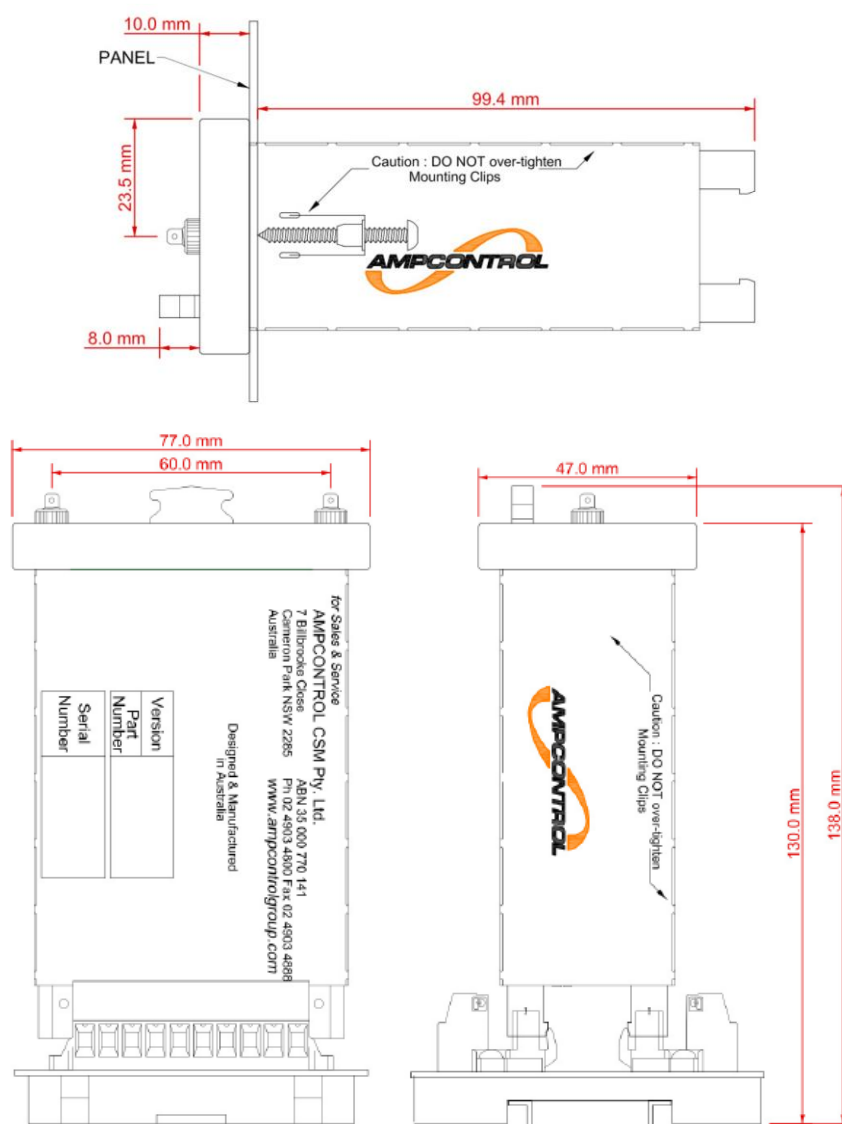 10.0 mm
PANEL
99.4 mm
23.5 mm
Caution : DO NOT over-tighten
Mounting Clips
AMPCONTROL
8.0 mm
77.0 mm
60.0 mm
for Sales & Service
AMPCONTROL CSM Pty. Ltd.
7 Billbrooke Close ABN 35 000 770 141
Cameron Park NSW 2285 Ph 02 4903 4800 Fax 02 4903 4888
Australia www.ampcontrolgroup.com
Designed & Manufactured
in Australia
Version
Part
Number
Serial
Number
47.0 mm
Caution : DO NOT over-tighten
Mounting Clips
AMPCONTROL
130.0 mm
138.0 mm